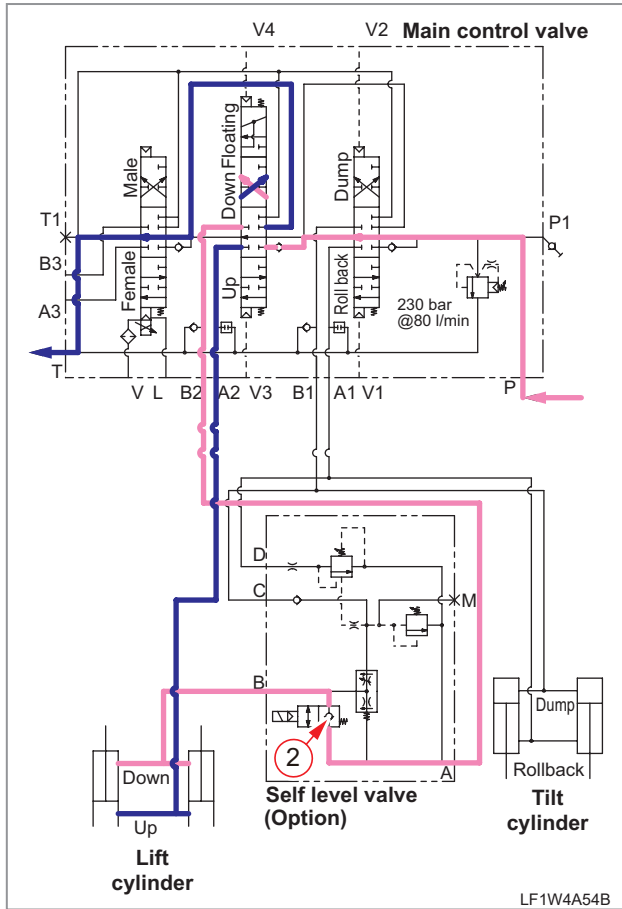 V4
V2
Main control valve
Male
Down
Floating
Dump
T1
P1
B3
A3
Female
Up
Roll back
230 bar
@80 l/min
T
V
L
B2
A2
V3
B1
A1
V1
P
D
C
M
B
Dump
2
A
Down
Self level valve
(Option)
Rollback
Up
Tilt
cylinder
Lift
cylinder
LF1W4A54B